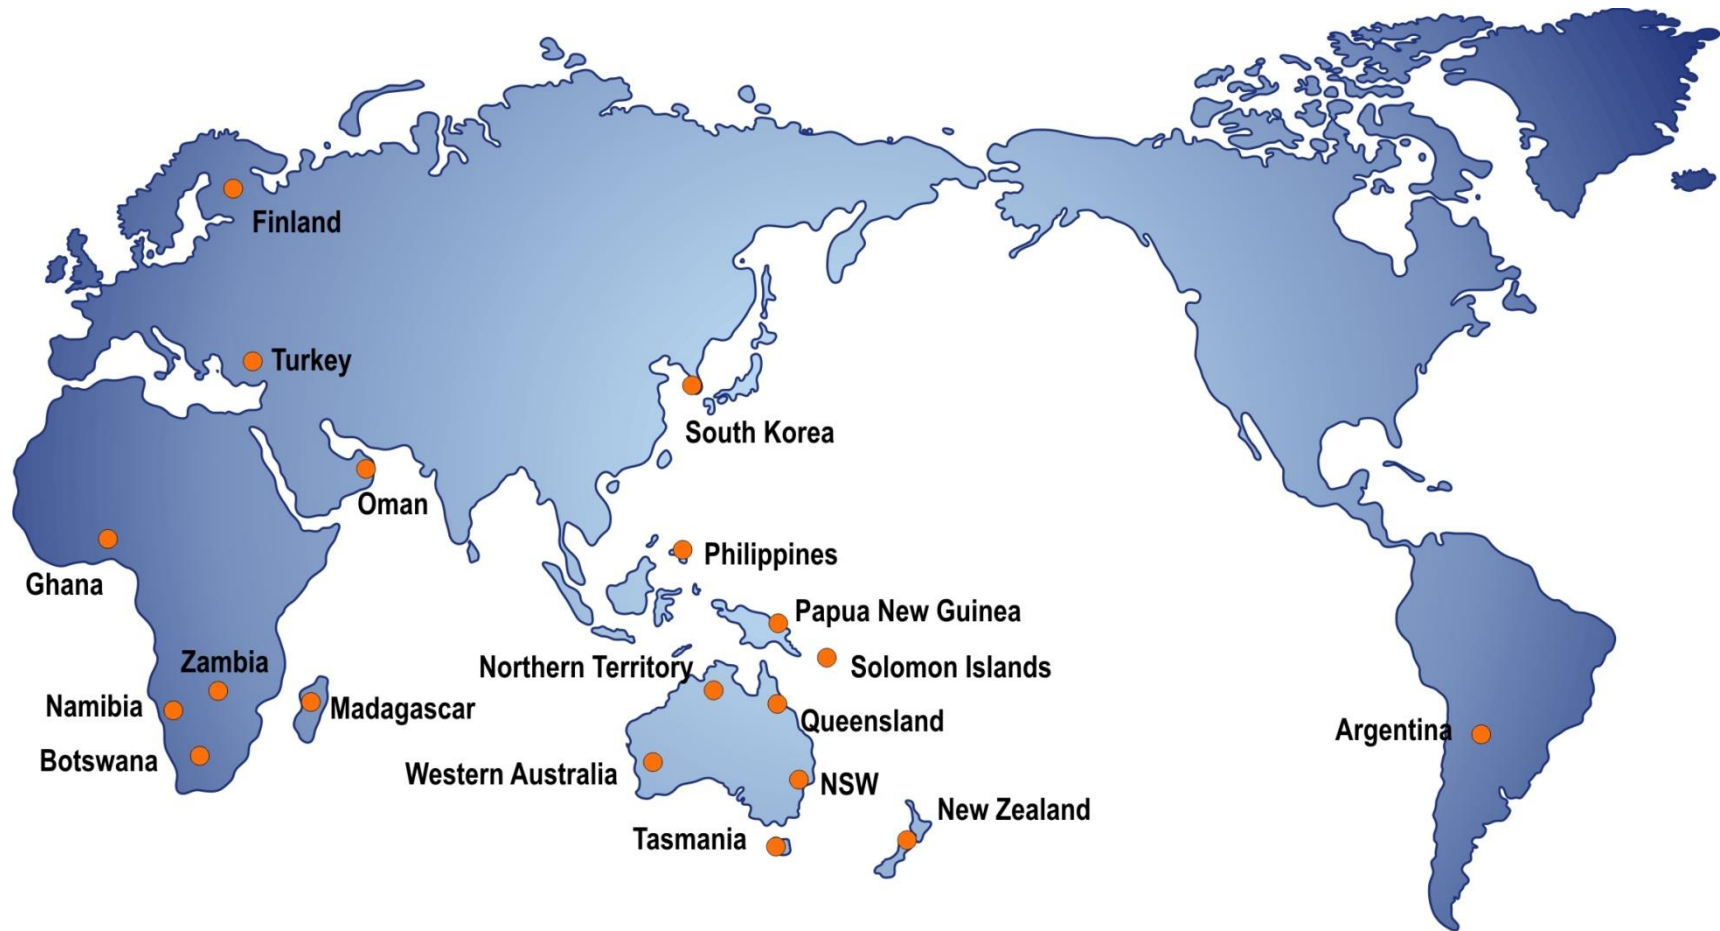 Finland
Turkey
South Korea
Oman
Philippines
Ghana
Papua New Guinea
Zambia
Northern Territory
Solomon Islands
Namibia
Madagascar
Queensland
Argentina
Botswana
Western Australia
NSW
New Zealand
Tasmania